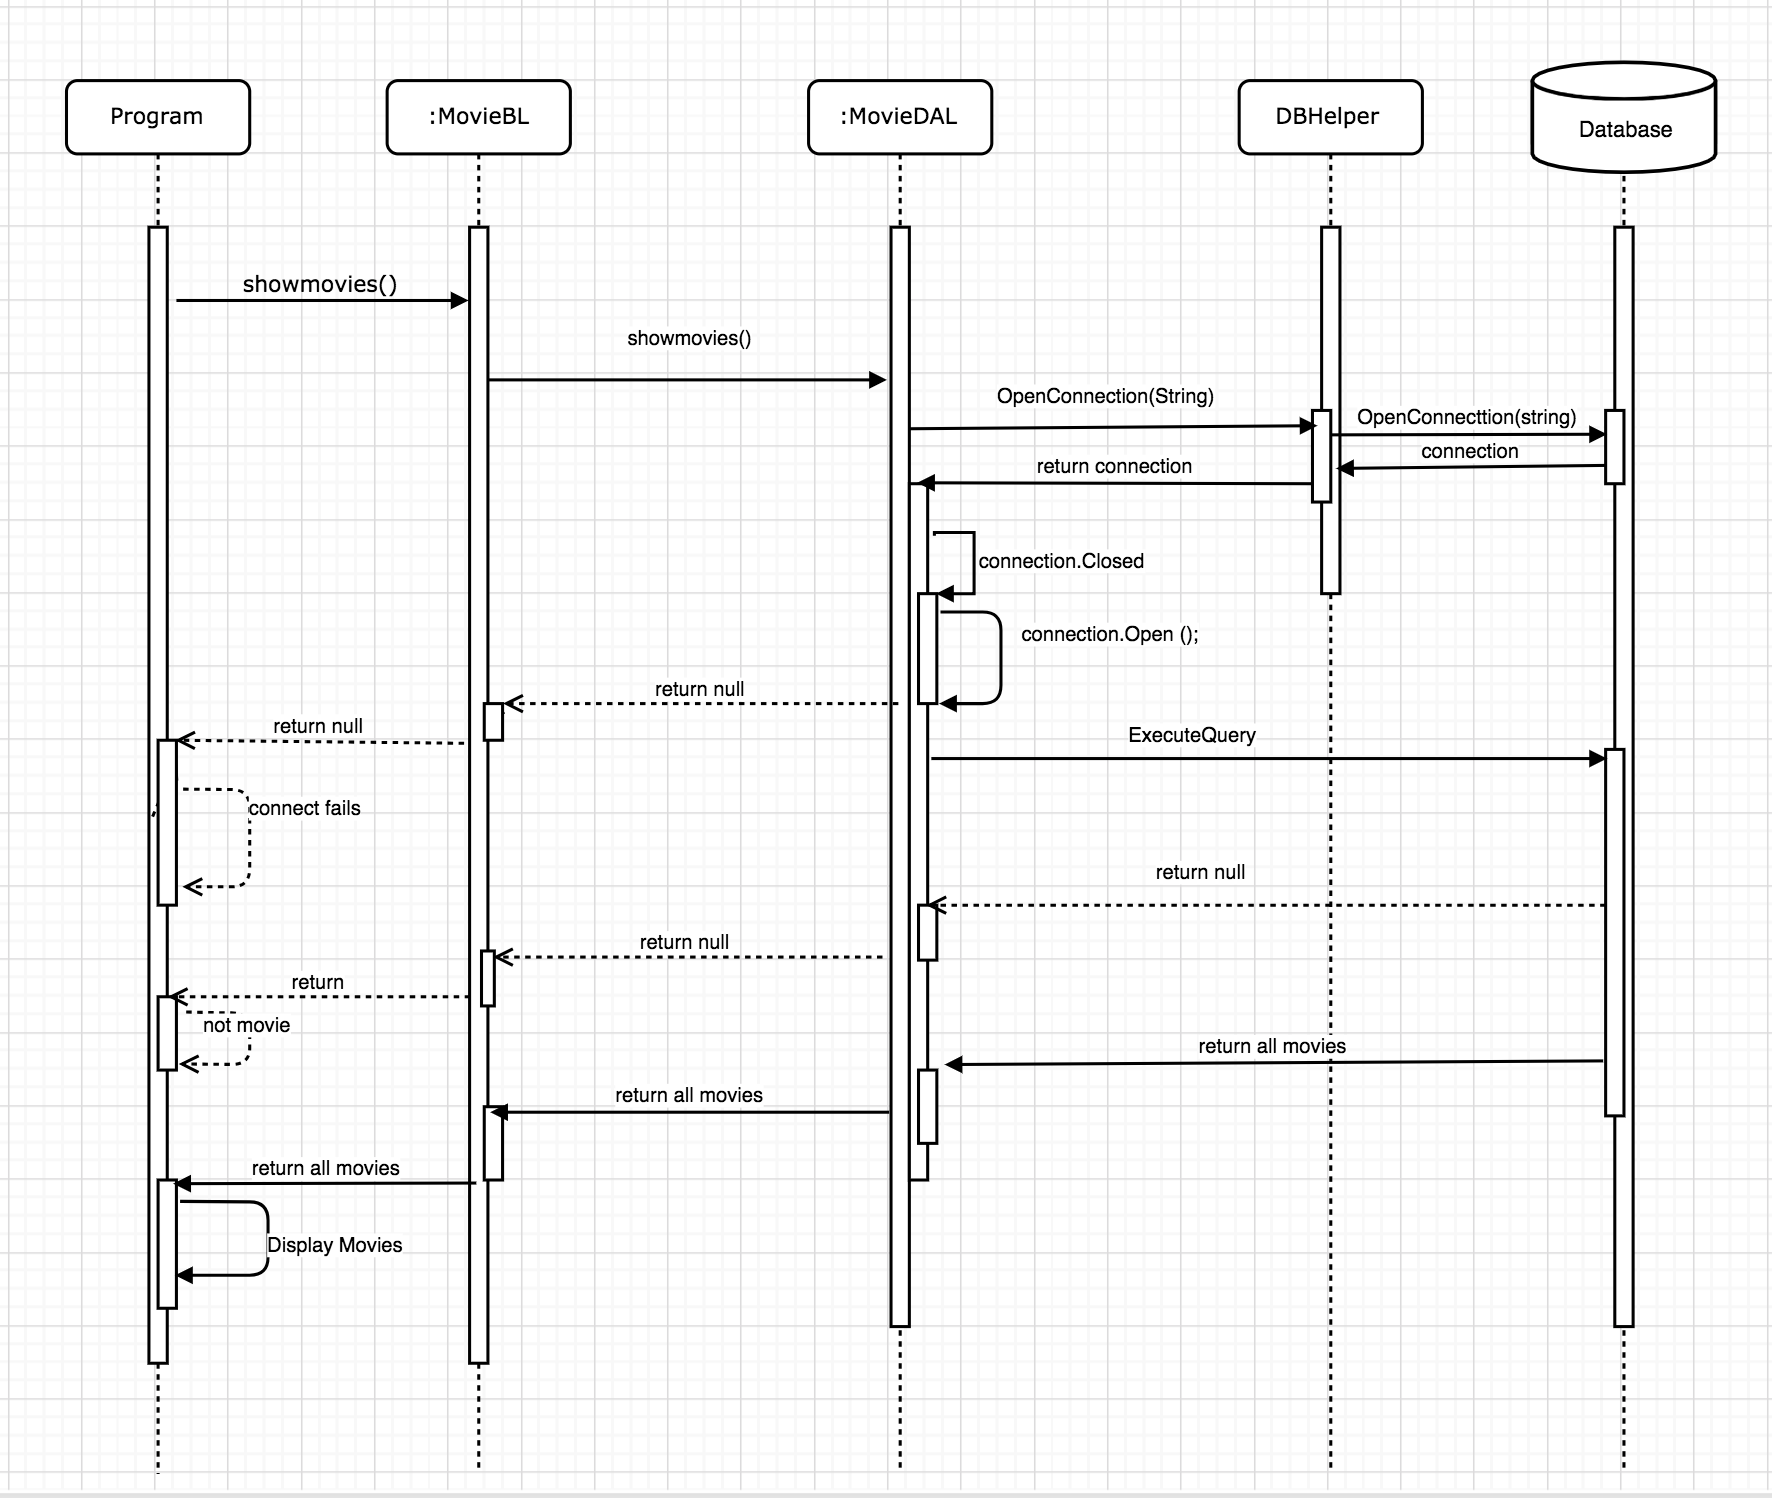 Program
:MovieBL
:MovieDAL
DBHelper
Database
showmovies()
showmovies()
OpenConnection(String)
OpenConnecttion(string)
connection
return connection
connection.Closed
connection.Open ();
return null
return null
ExecuteQuery
connect fails
return null
return null
return
not movie
return all movies
return all movies
return all movies
Display Movies